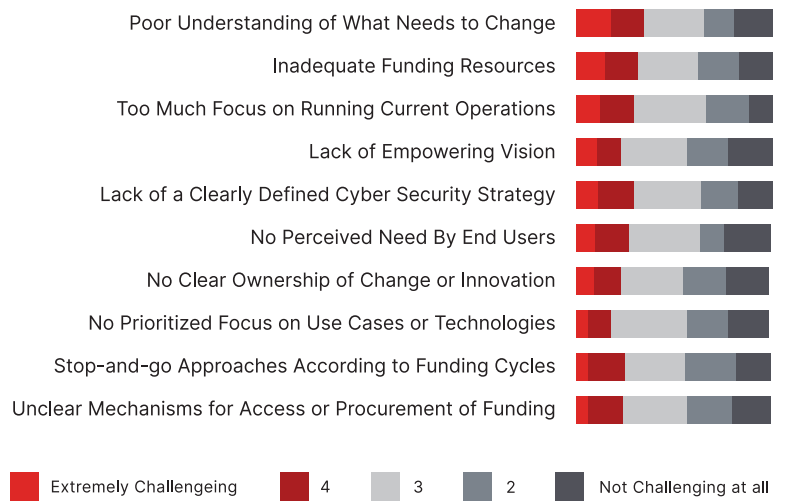 Poor Understanding of What Needs to Change
Inadequate Funding Resources
Too Much Focus on Running Current Operations
Lack of Empowering Vision
Lack of a Clearly Defined Cyber Security Strategy
No Perceived Need By End Users
No Clear Ownership of Change or Innovation
No Prioritized Focus on Use Cases or Technologies
Stop-and-go Approaches According to Funding Cycles
Unclear Mechanisms for Access or Procurement of Funding
Extremely Challengeing 4 3 2 Not Challenging at all